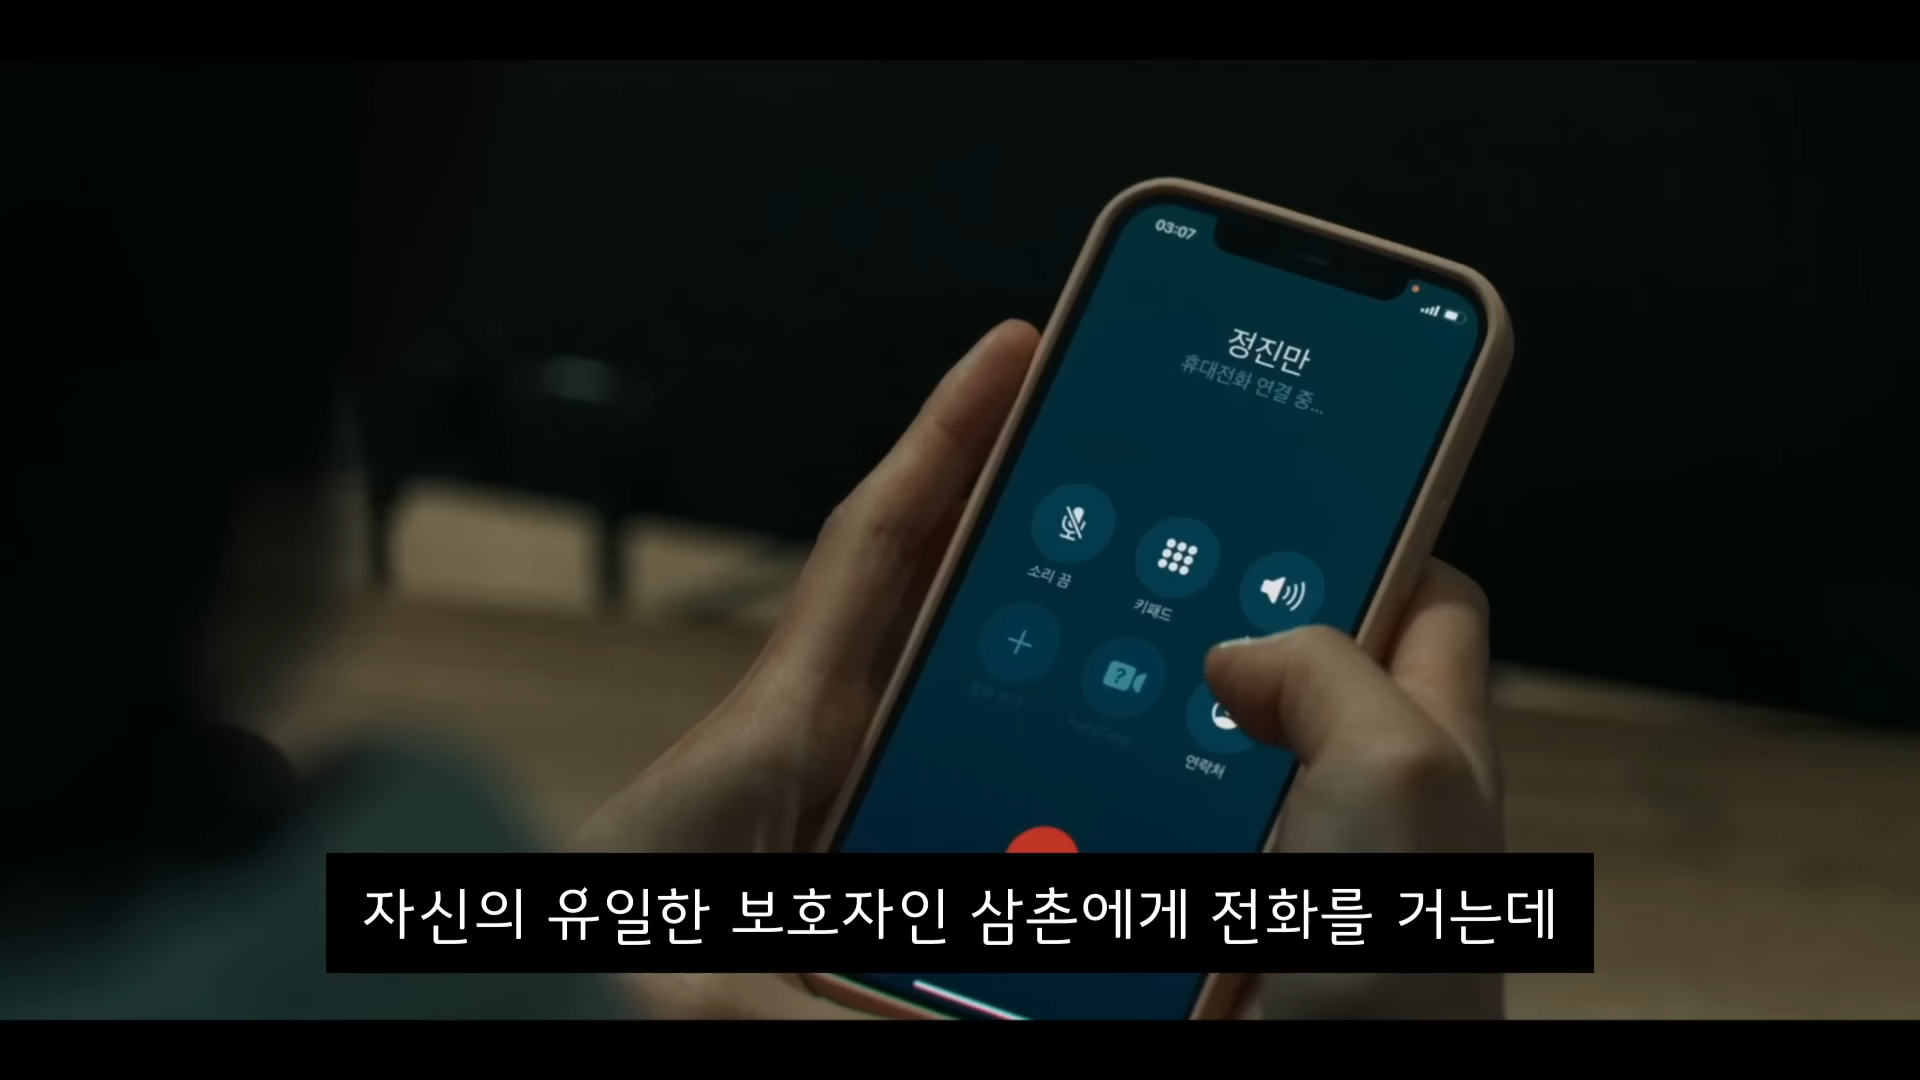 03:07
정진만
휴대전화 연결 중...
소리 끔
키패드
연락처
자신의 유일한 보호자인 삼촌에게 전화를 거는데